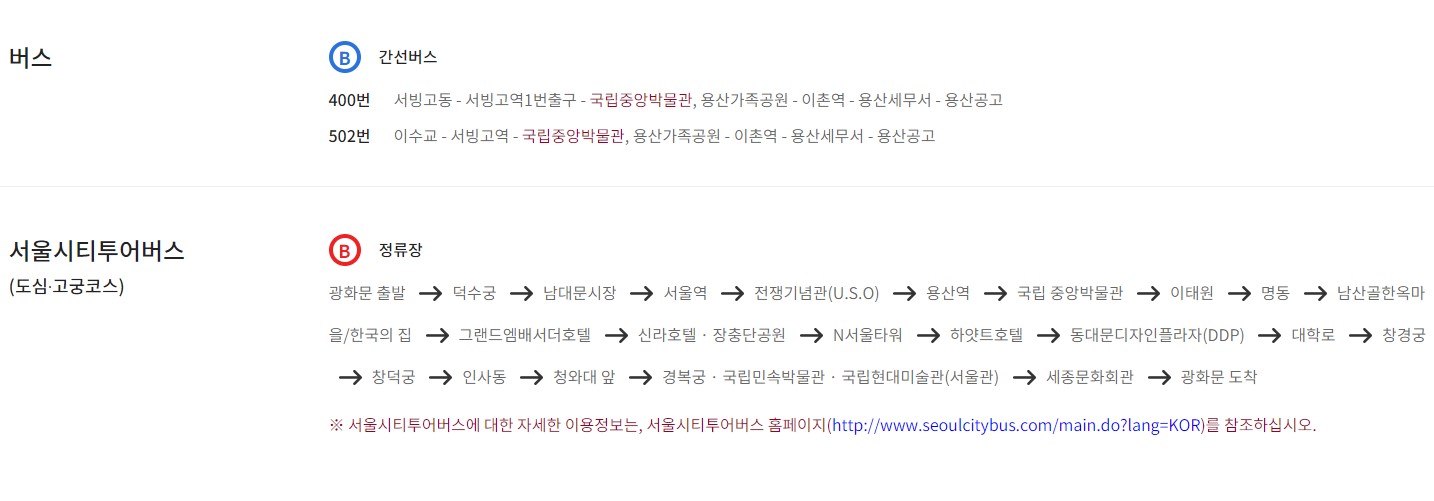 버스
B 간선버스
400번 서빙고동 - 서빙고역1번출구 - 국립중앙박물관, 용산가족공원 - 이촌역 - 용산세무서 - 용산공고
502번 이수교 - 서빙고역 - 국립중앙박물관, 용산가족공원 - 이촌역 - 용산세무서 - 용산공고
서울시티투어버스
(도심·고궁코스)
B 정류장
광화문 출발 → 덕수궁 → 남대문시장 → 서울역 → 전쟁기념관(U.S.O) → 용산역 → 국립 중앙박물관 → 이태원 → 명동 → 남산골한옥마
을/한국의 집 → 그랜드엠배서더호텔 → 신라호텔 · 장충단공원 → N서울타워 → 하얏트호텔 → 동대문디자인플라자(DDP) → 대학로 → 창경궁
→ 창덕궁 → 인사동 → 청와대 앞 → 경복궁 · 국립민속박물관 · 국립현대미술관(서울관) → 세종문화회관 → 광화문 도착
※ 서울시티투어버스에 대한 자세한 이용정보는, 서울시티투어버스 홈페이지(http://www.seoulcitybus.com/main.do?lang=KOR)를 참조하십시오.